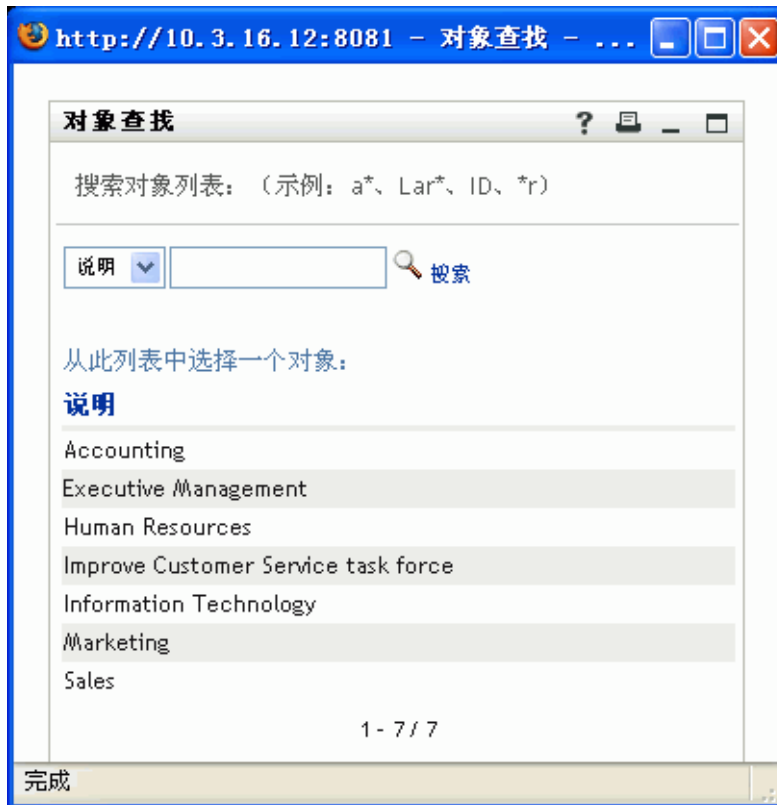 http://10.3.16.12:8081 - 对象查找 - ...
对象查找
搜索对象列表：（示例：a*、Lar*、ID、*r）
说明 搜索
从此列表中选择一个对象：
说明
Accounting
Executive Management
Human Resources
Improve Customer Service task force
Information Technology
Marketing
Sales
1 - 7 / 7
完成